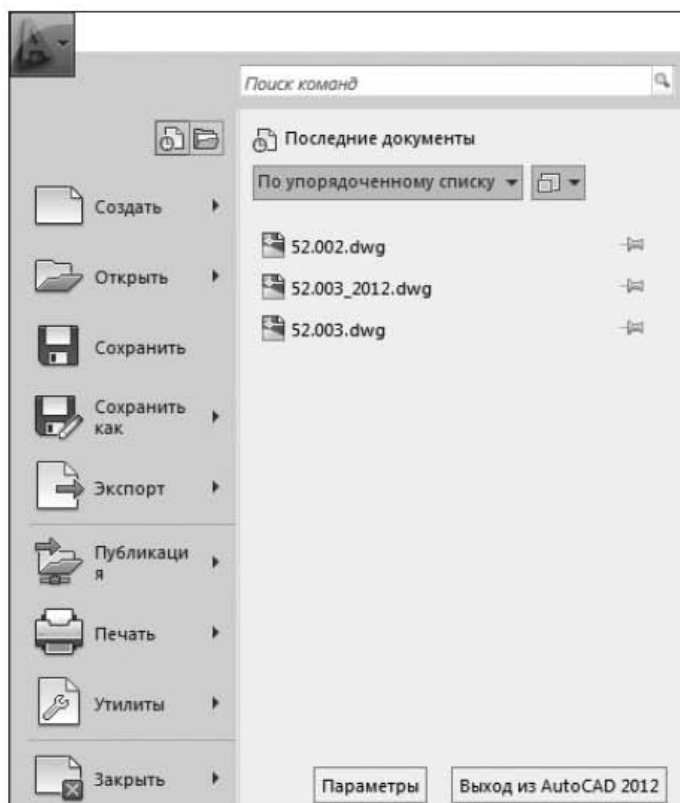 Поиск команд
Последние документы
По упорядоченному списку
52.002.dwg
52.003_2012.dwg
52.003.dwg
Создать
Открыть
Сохранить
Сохранить
как
Экспорт
Публикаци
я
Печать
Утилиты
Закрыть
Параметры
Выход из AutoCAD 2012